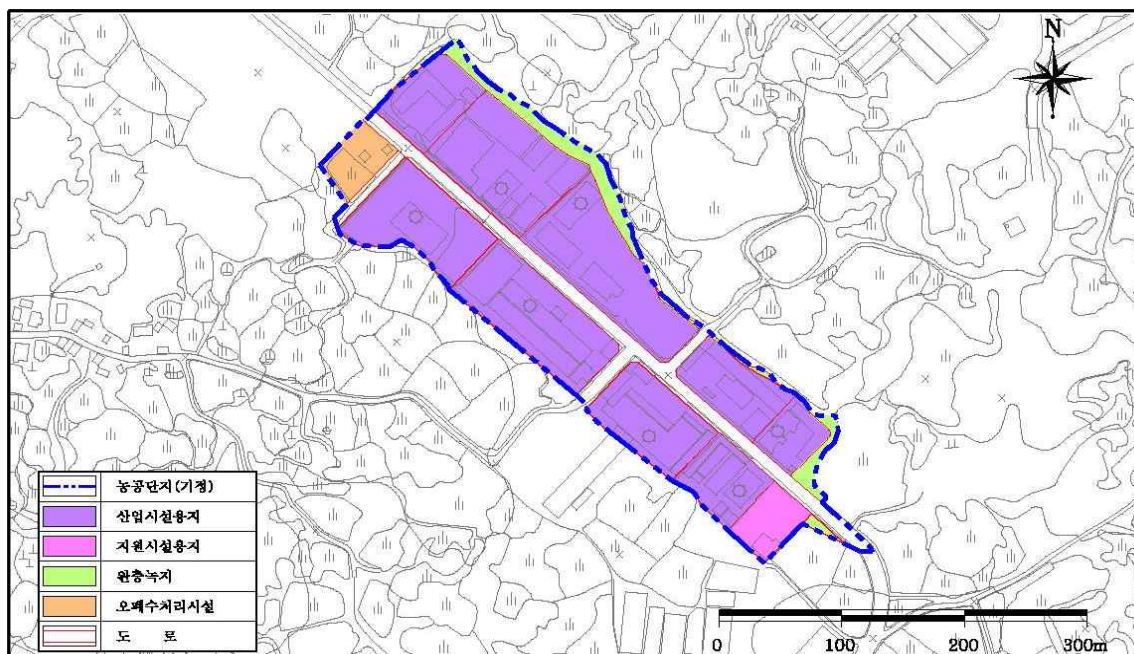 N
농공단지(기정)
산업시설용지
지원시설용지
완충녹지
오폐수처리시설
도 로
0 100 200 300m